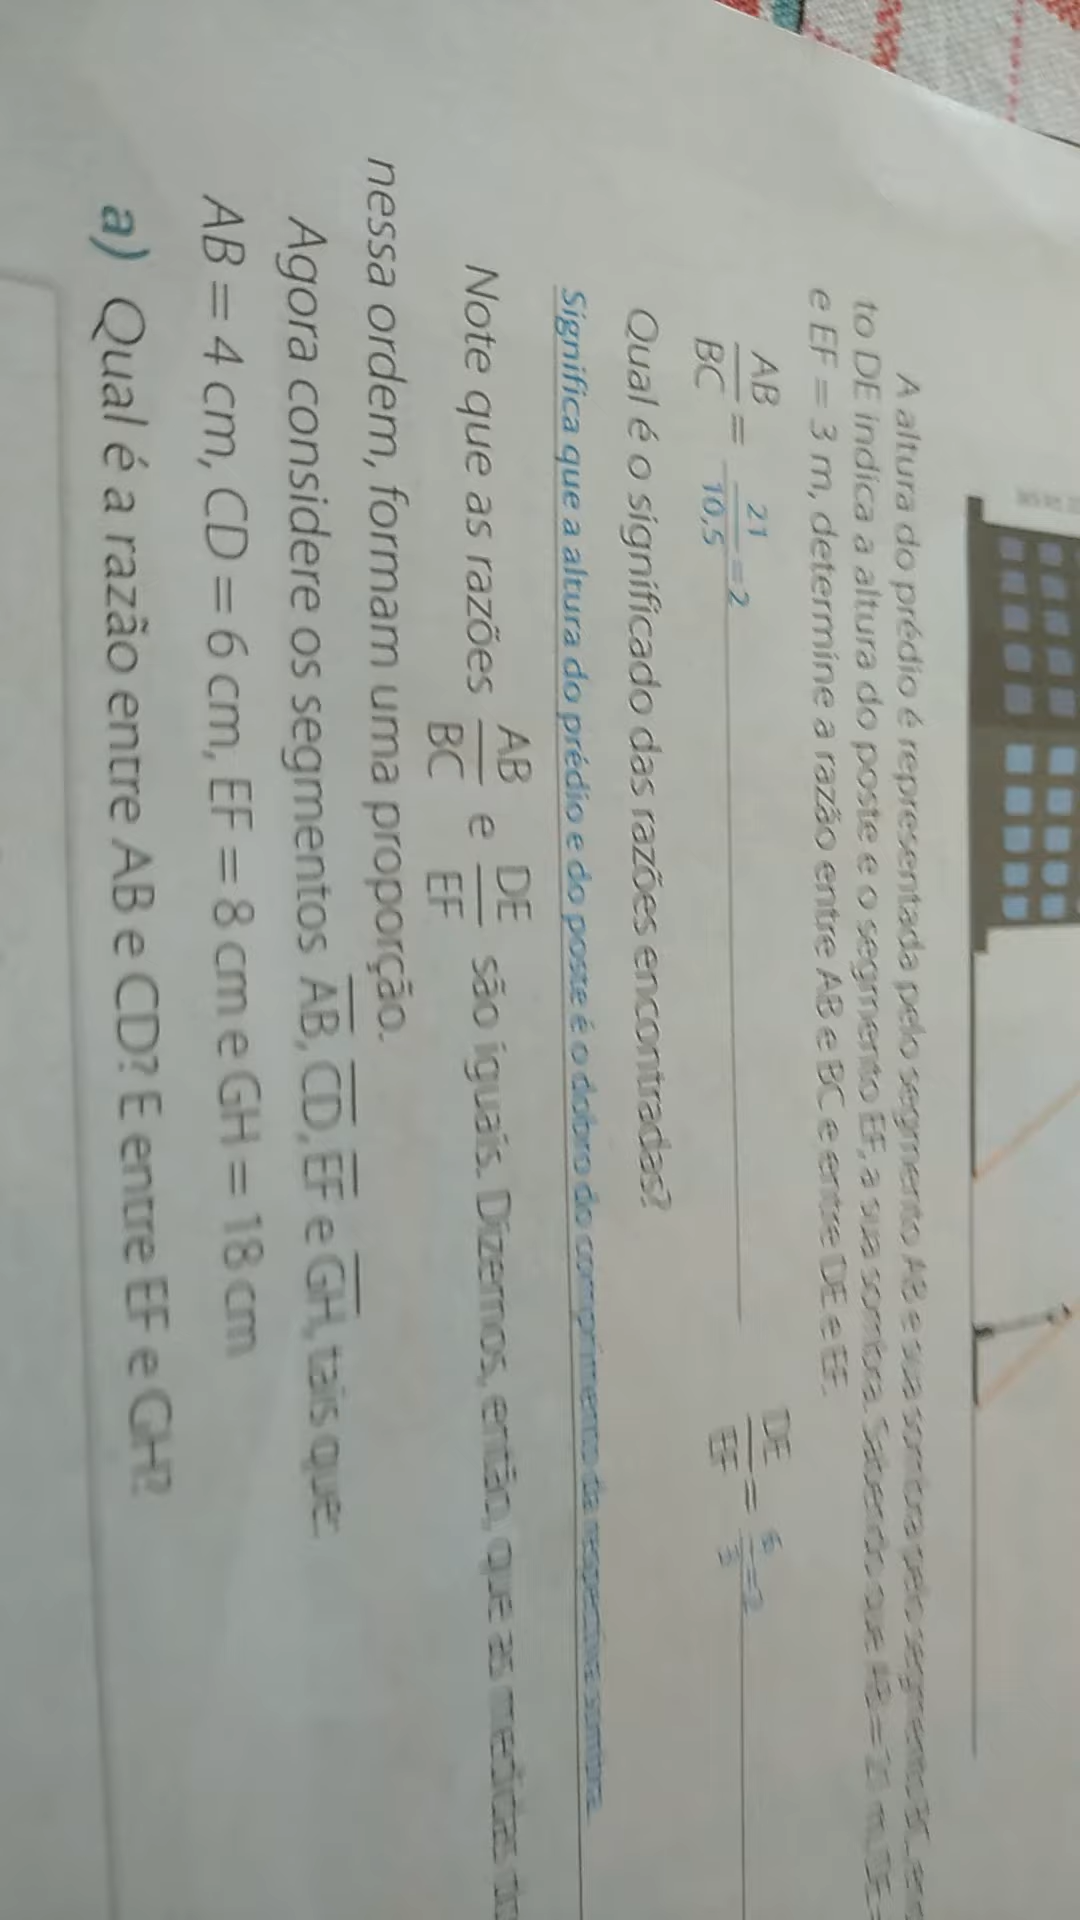 A altura do prédio é representada pelo segmento AB e sua sombra pelo segmento BC, e
to DE indica a altura do poste e o segmento EF, a sua sombra. Sabendo que AB = 21 m, DE =
e EF = 3 m, determine a razão entre AB e BC e entre DE e EF.
AB/BC = 21/10,5 = 2 DE/EF = 6/3 = 2
Qual é o significado das razões encontradas?
Significa que a altura do prédio e do poste é o dobro do comprimento da respectiva sombra.
Note que as razões AB/BC e DE/EF são iguais. Dizemos, então, que as medidas
nessa ordem, formam uma proporção.
Agora considere os segmentos AB, CD, EF e GH, tais que:
AB = 4 cm, CD = 6 cm, EF = 8 cm e GH = 18 cm
a) Qual é a razão entre AB e CD? E entre EF e GH?